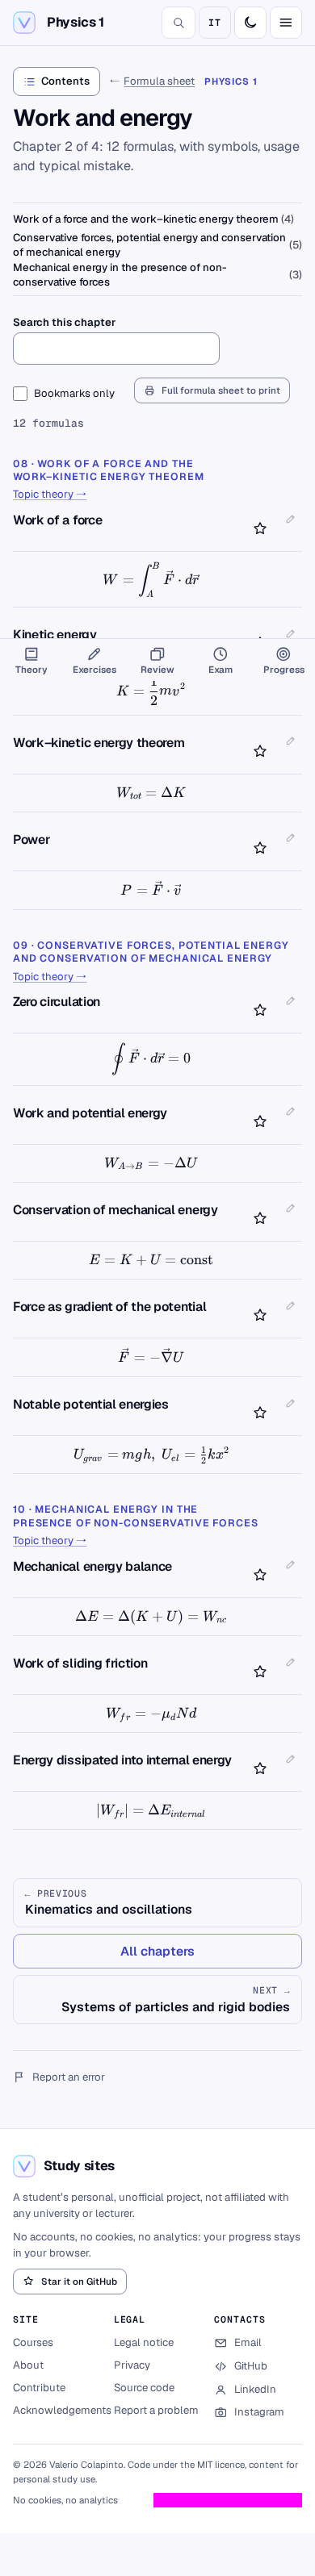 Physics 1
IT
Contents
← Formula sheet
PHYSICS 1
Work and energy
Chapter 2 of 4: 12 formulas, with symbols, usage
and typical mistake.
Work of a force and the work–kinetic energy theorem (4)
Conservative forces, potential energy and conservation
of mechanical energy (5)
Mechanical energy in the presence of non-
conservative forces (3)
Search this chapter
Bookmarks only
Full formula sheet to print
12 formulas
08 · WORK OF A FORCE AND THE
WORK–KINETIC ENERGY THEOREM
Topic theory →
Work of a force
W = ∫_A^B F⃗ · dr⃗
Kinetic energy
Theory
Exercises
Review
Exam
Progress
K = 1/2 mv²
Work–kinetic energy theorem
W_tot = ΔK
Power
P = F⃗ · v⃗
09 · CONSERVATIVE FORCES, POTENTIAL ENERGY
AND CONSERVATION OF MECHANICAL ENERGY
Topic theory →
Zero circulation
∮ F⃗ · dr⃗ = 0
Work and potential energy
W_A→B = −ΔU
Conservation of mechanical energy
E = K + U = const
Force as gradient of the potential
F⃗ = −∇⃗U
Notable potential energies
U_grav = mgh, U_el = ½kx²
10 · MECHANICAL ENERGY IN THE
PRESENCE OF NON-CONSERVATIVE FORCES
Topic theory →
Mechanical energy balance
ΔE = Δ(K + U) = W_nc
Work of sliding friction
W_fr = −μ_d Nd
Energy dissipated into internal energy
|W_fr| = ΔE_internal
← PREVIOUS
Kinematics and oscillations
All chapters
NEXT →
Systems of particles and rigid bodies
Report an error
Study sites
A student's personal, unofficial project, not affiliated with
any university or lecturer.
No accounts, no cookies, no analytics: your progress stays
in your browser.
Star it on GitHub
SITE
Courses
About
Contribute
Acknowledgements
LEGAL
Legal notice
Privacy
Source code
Report a problem
CONTACTS
Email
GitHub
LinkedIn
Instagram
© 2026 Valerio Colapinto. Code under the MIT licence, content for
personal study use.
No cookies, no analytics